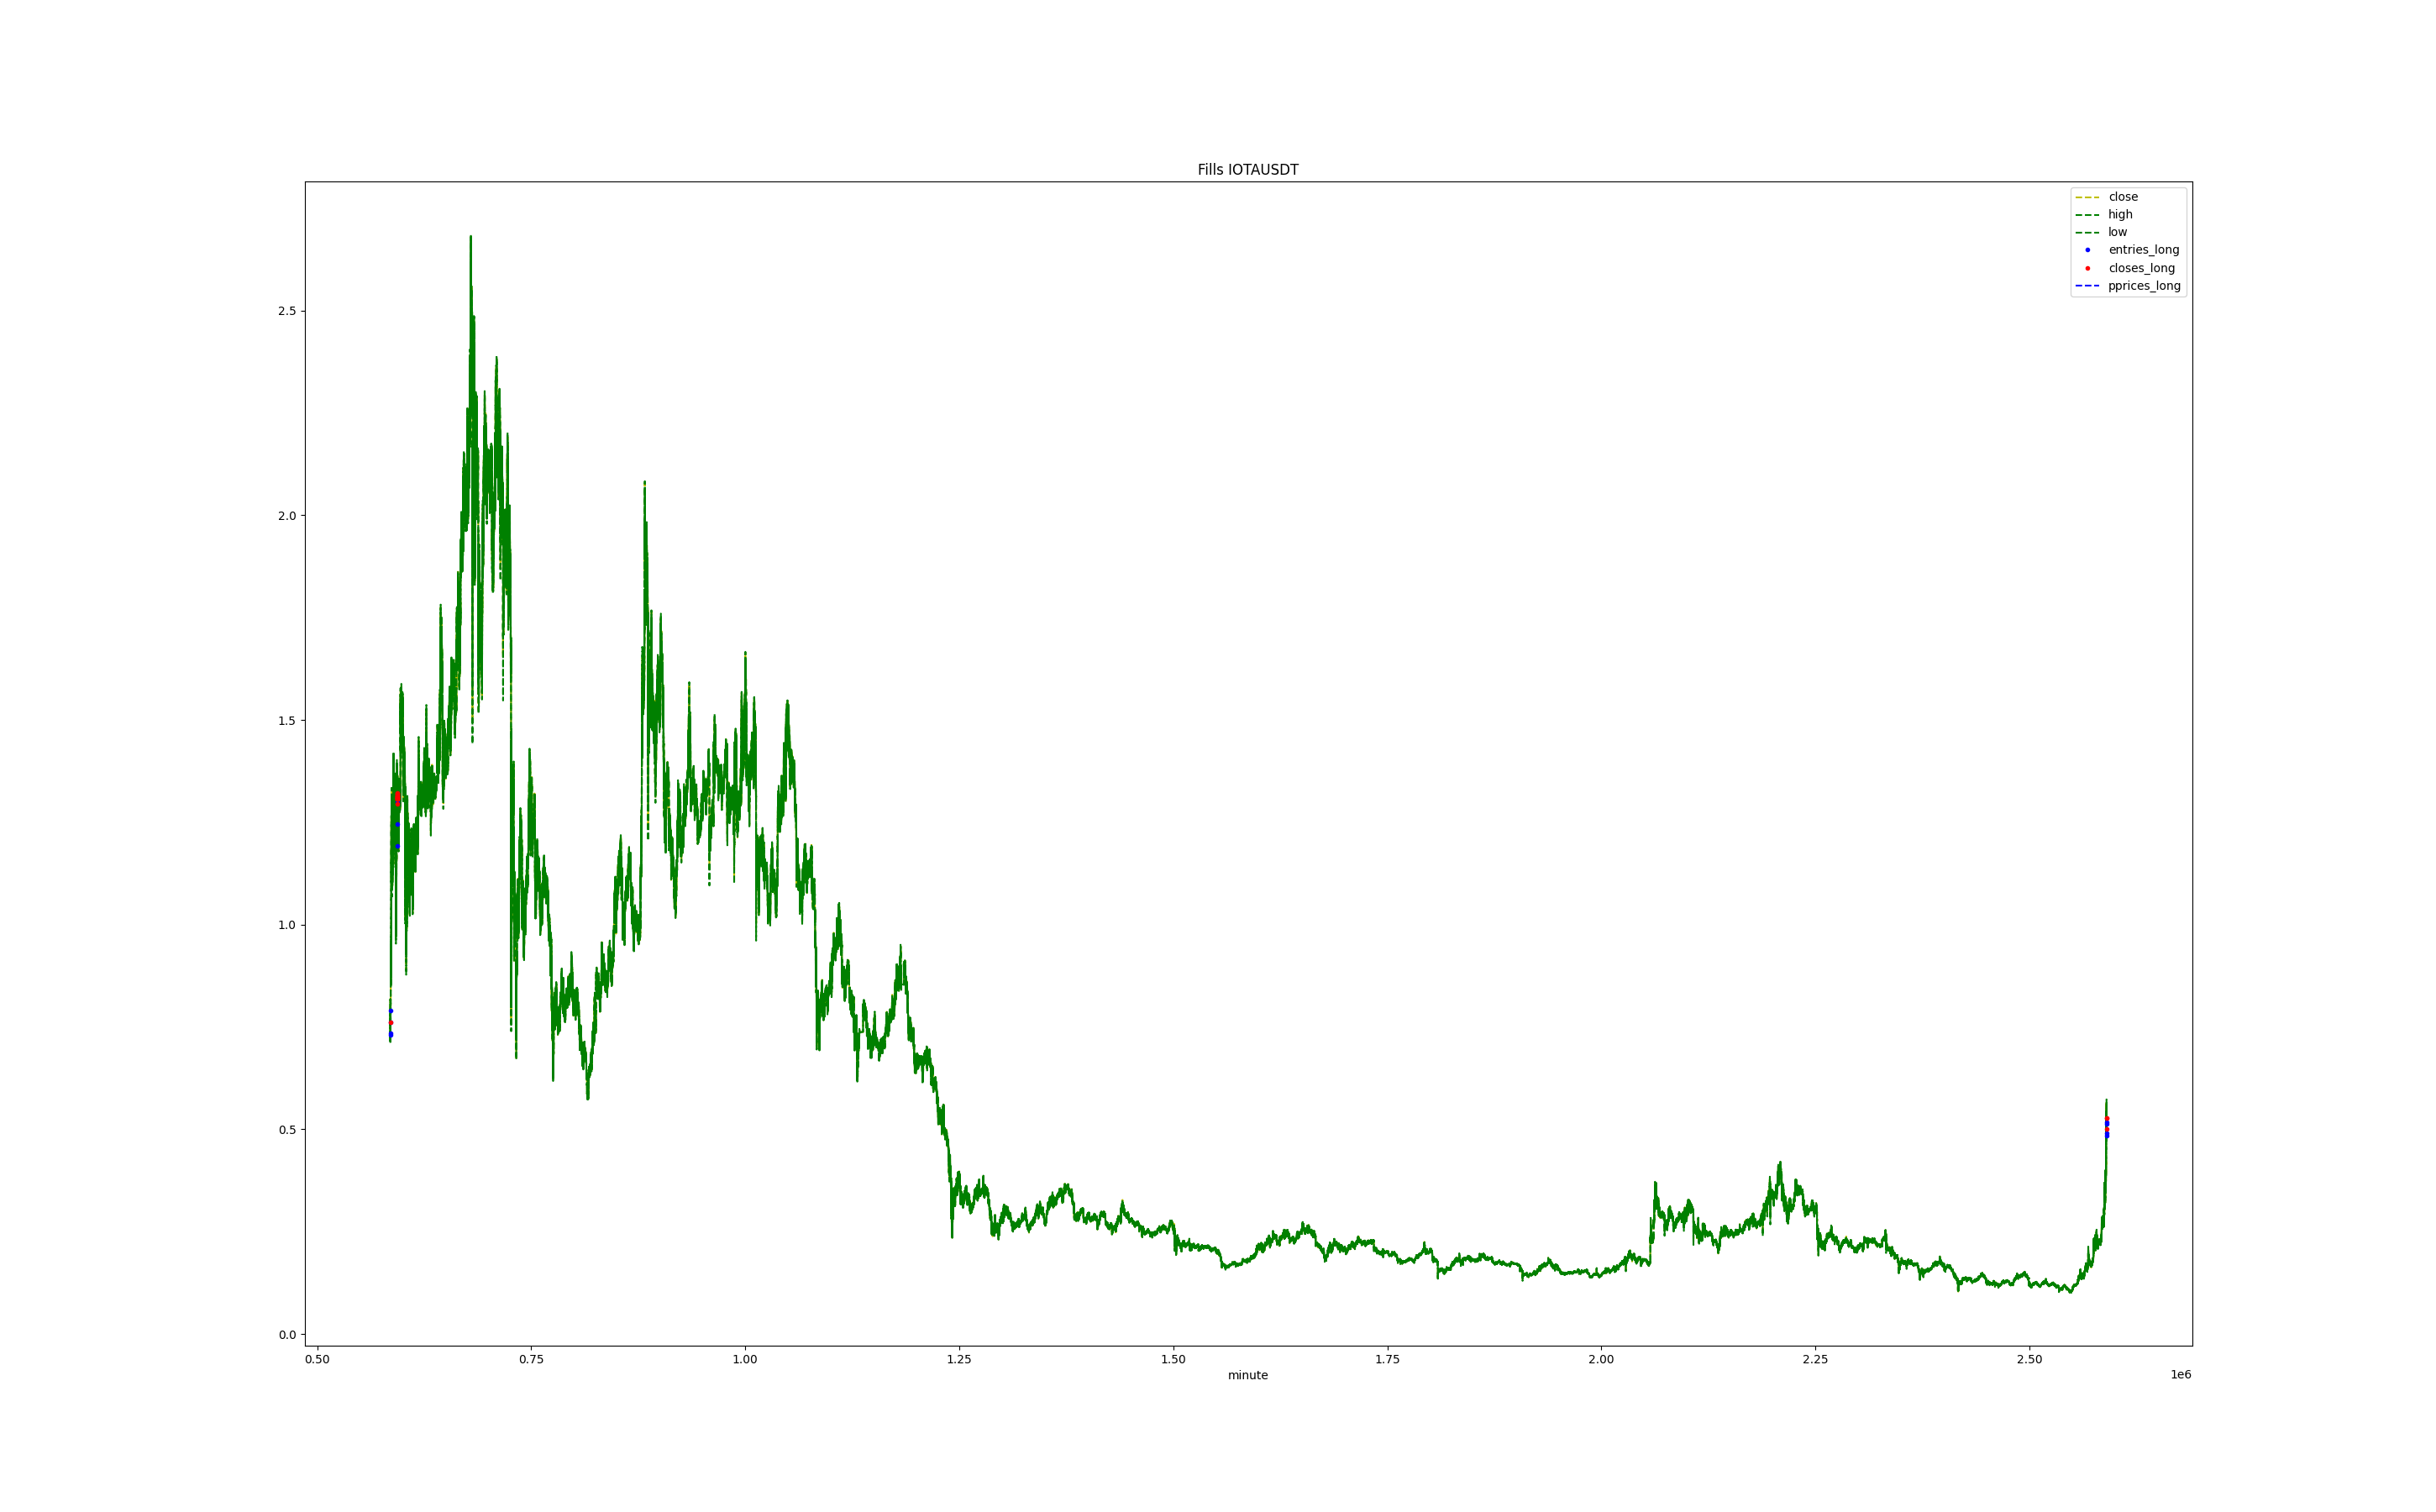 Fills IOTAUSDT
close
high
low
entries_long
closes_long
pprices_long
2.5
2.0
1.5
1.0
0.5
0.0
0.50 0.75 1.00 1.25 1.50 1.75 2.00 2.25 2.50
minute
1e6